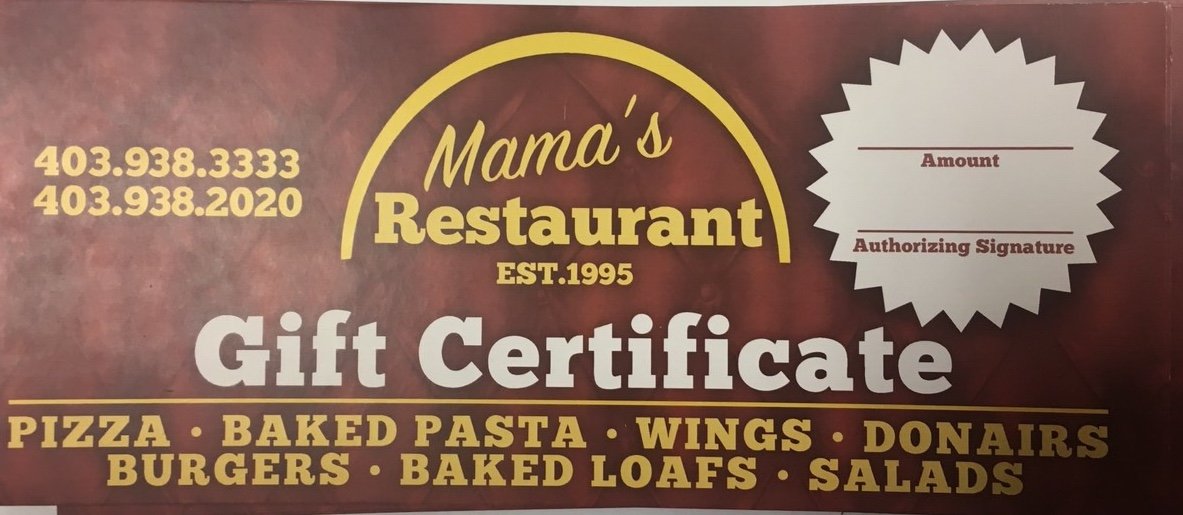 403.938.3333
403.938.2020
Mama's
Restaurant
EST.1995
Amount
Authorizing Signature
Gift Certificate
PIZZA · BAKED PASTA · WINGS · DONAIRS
BURGERS · BAKED LOAFS · SALADS